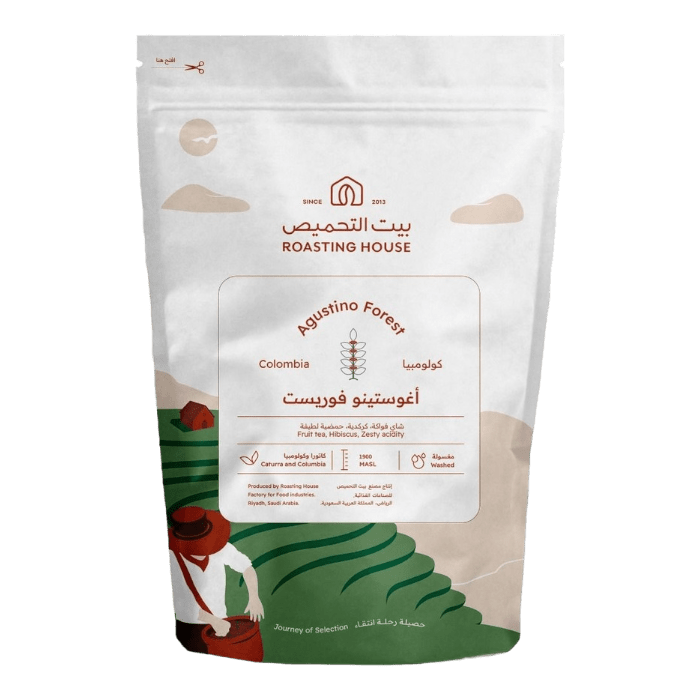 افتح هنا
SINCE 2013
بيت التحميص
ROASTING HOUSE
Agustino Forest
Colombia كولومبيا
أغوستينو فوريست
شاي فواكة، كركدية، حمضية لطيفة
Fruit tea, Hibiscus, Zesty acidity
كاتورا وكولومبيا
Caturra and Columbia
1900
MASL
مغسولة
Washed
Produced by Roasting House
Factory for Food industries.
Riyadh, Saudi Arabia.
إنتاج مصنع بيت التحميص
للصناعات الغذائية.
الرياض، المملكة العربية السعودية.
Journey of Selection حصيلة رحلة انتقاء